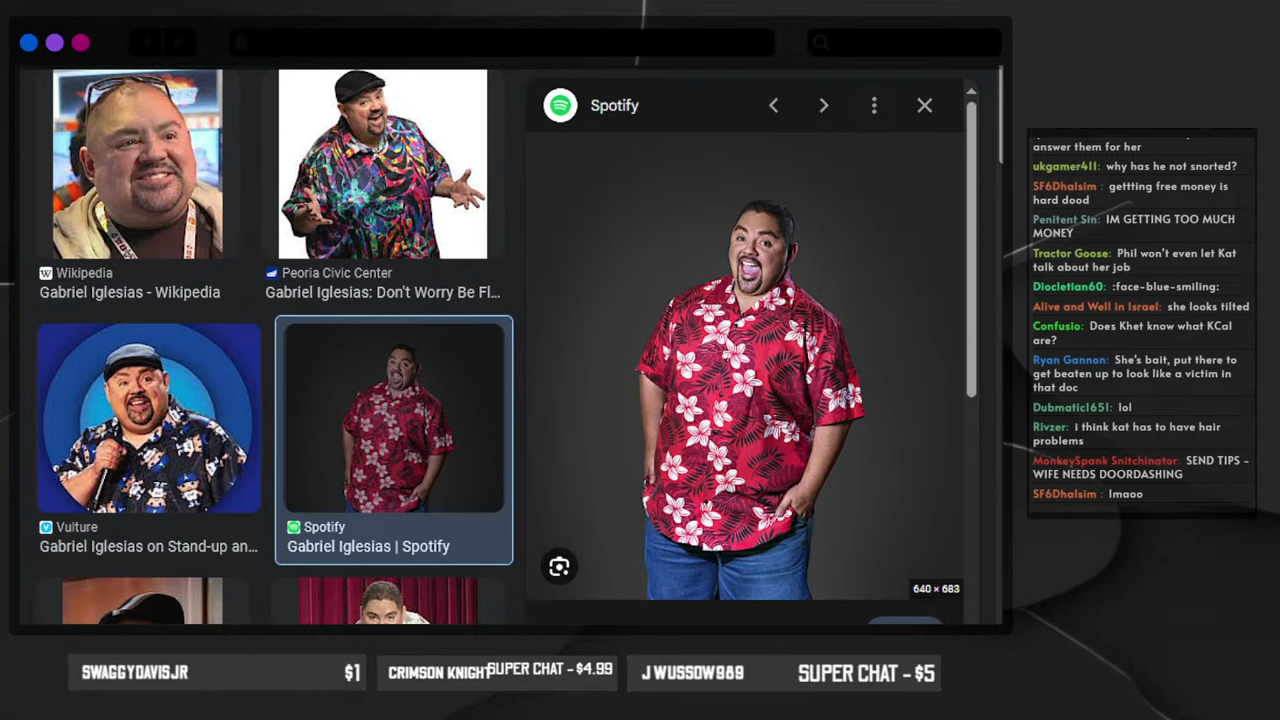 Spotify
Wikipedia
Gabriel Iglesias - Wikipedia
Peoria Civic Center
Gabriel Iglesias: Don't Worry Be Fl...
Vulture
Gabriel Iglesias on Stand-up an...
Spotify
Gabriel Iglesias | Spotify
640 × 683
answer them for her
ukgamer411: why has he not snorted?
SF6Dhalsim : gettting free money is
hard dood
Penitent Sin: IM GETTING TOO MUCH
MONEY
Tractor Goose: Phil won't even let Kat
talk about her job
Diocletian60: :face-blue-smiling:
Alive and Well in Israel: she looks tilted
Confusio: Does Khet know what KCal
are?
Ryan Gannon: She's bait, put there to
get beaten up to look like a victim in
that doc
Dubmatic1651: lol
Rivzer: i think kat has to have hair
problems
MonkeySpank Snitchinator: SEND TIPS -
WIFE NEEDS DOORDASHING
SF6Dhalsim : lmaoo
SWAGGYDAVISJR $1
CRIMSON KNIGHT SUPER CHAT - $4.99
J WUSSOW989 SUPER CHAT - $5